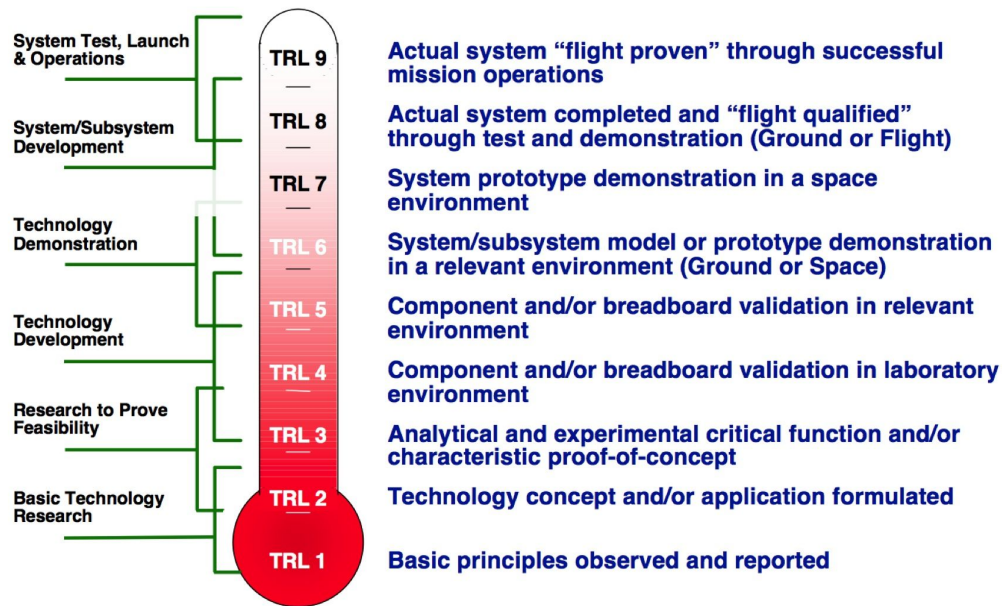 System Test, Launch
& Operations
TRL 9
Actual system “flight proven” through successful
mission operations
System/Subsystem
Development
TRL 8
Actual system completed and “flight qualified”
through test and demonstration (Ground or Flight)
TRL 7
System prototype demonstration in a space
environment
Technology
Demonstration
TRL 6
System/subsystem model or prototype demonstration
in a relevant environment (Ground or Space)
Technology
Development
TRL 5
Component and/or breadboard validation in relevant
environment
TRL 4
Component and/or breadboard validation in laboratory
environment
Research to Prove
Feasibility
TRL 3
Analytical and experimental critical function and/or
characteristic proof-of-concept
Basic Technology
Research
TRL 2
Technology concept and/or application formulated
TRL 1
Basic principles observed and reported